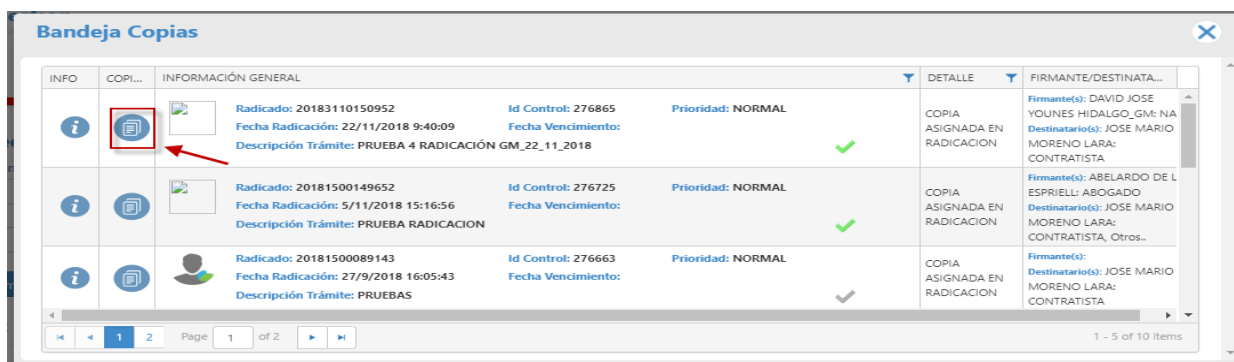 Bandeja Copias
INFO COPI... INFORMACIÓN GENERAL DETALLE FIRMANTE/DESTINATA...
Radicado: 20183110150952 Id Control: 276865 Prioridad: NORMAL
Fecha Radicación: 22/11/2018 9:40:09 Fecha Vencimiento:
Descripción Trámite: PRUEBA 4 RADICACIÓN GM_22_11_2018
COPIA
ASIGNADA EN
RADICACION
Firmante(s): DAVID JOSE
YOUNES HIDALGO_GM: NA
Destinatario(s): JOSE MARIO
MORENO LARA:
CONTRATISTA
Radicado: 20181500149652 Id Control: 276725 Prioridad: NORMAL
Fecha Radicación: 5/11/2018 15:16:56 Fecha Vencimiento:
Descripción Trámite: PRUEBA RADICACION
COPIA
ASIGNADA EN
RADICACION
Firmante(s): ABELARDO DE L
ESPRIELL: ABOGADO
Destinatario(s): JOSE MARIO
MORENO LARA:
CONTRATISTA, Otros..
Radicado: 20181500089143 Id Control: 276663 Prioridad: NORMAL
Fecha Radicación: 27/9/2018 16:05:43 Fecha Vencimiento:
Descripción Trámite: PRUEBAS
COPIA
ASIGNADA EN
RADICACION
Firmante(s):
Destinatario(s): JOSE MARIO
MORENO LARA:
CONTRATISTA
1 2 Page 1 of 2 1 - 5 of 10 items